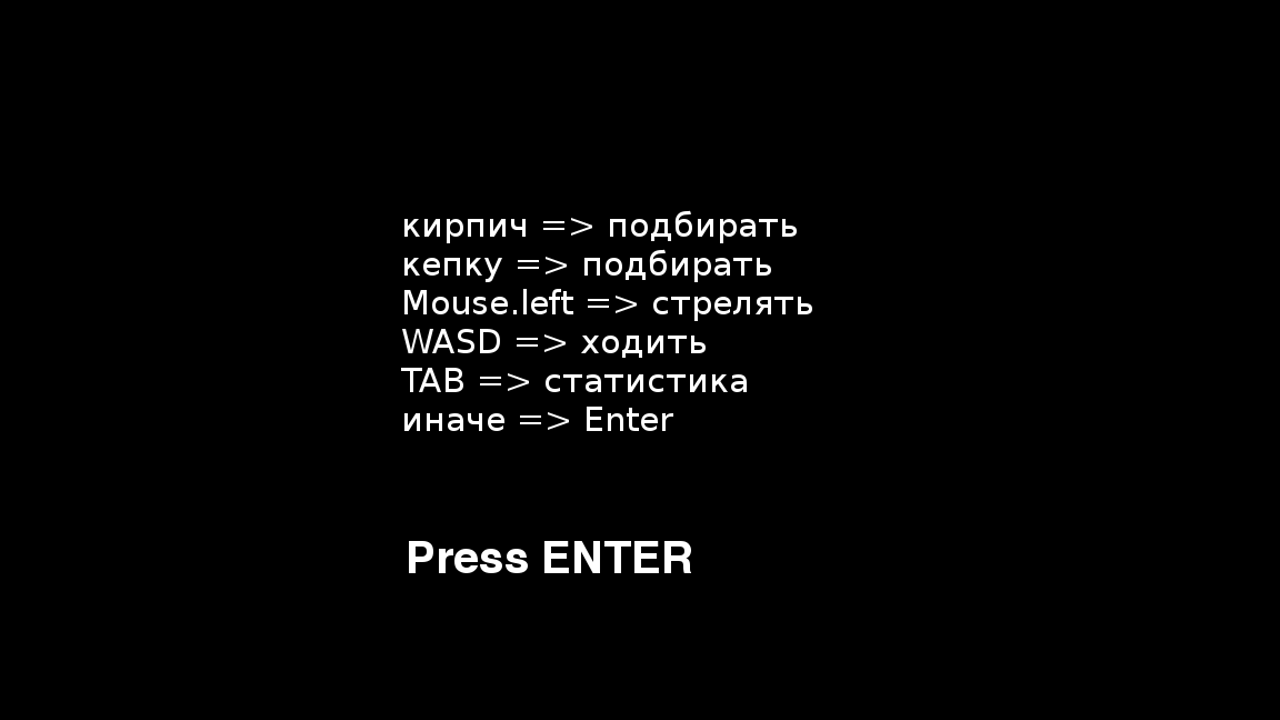 кирпич => подбирать
кепку => подбирать
Mouse.left => стрелять
WASD => ходить
TAB => статистика
иначе => Enter
Press ENTER